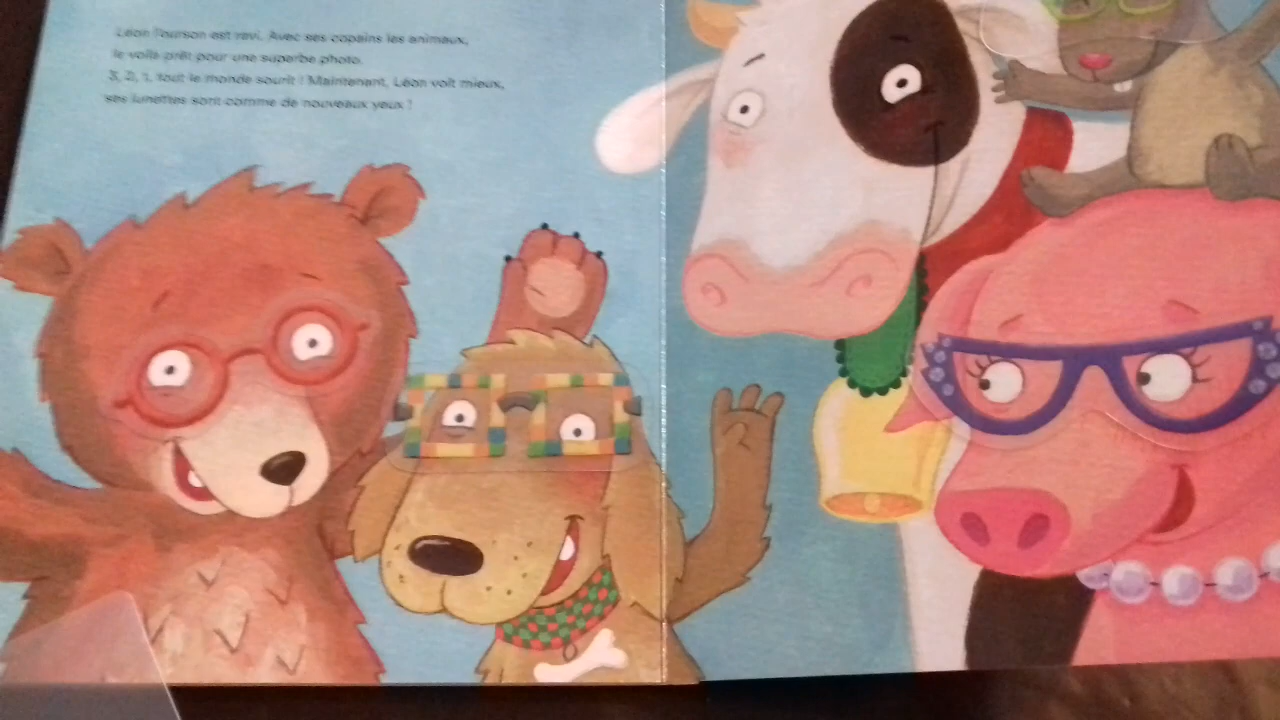 Léon l'ourson est ravi. Avec ses copains les animaux,
le voilà prêt pour une superbe photo.
3, 2, 1, tout le monde sourit ! Maintenant, Léon voit mieux,
ses lunettes sont comme de nouveaux yeux !